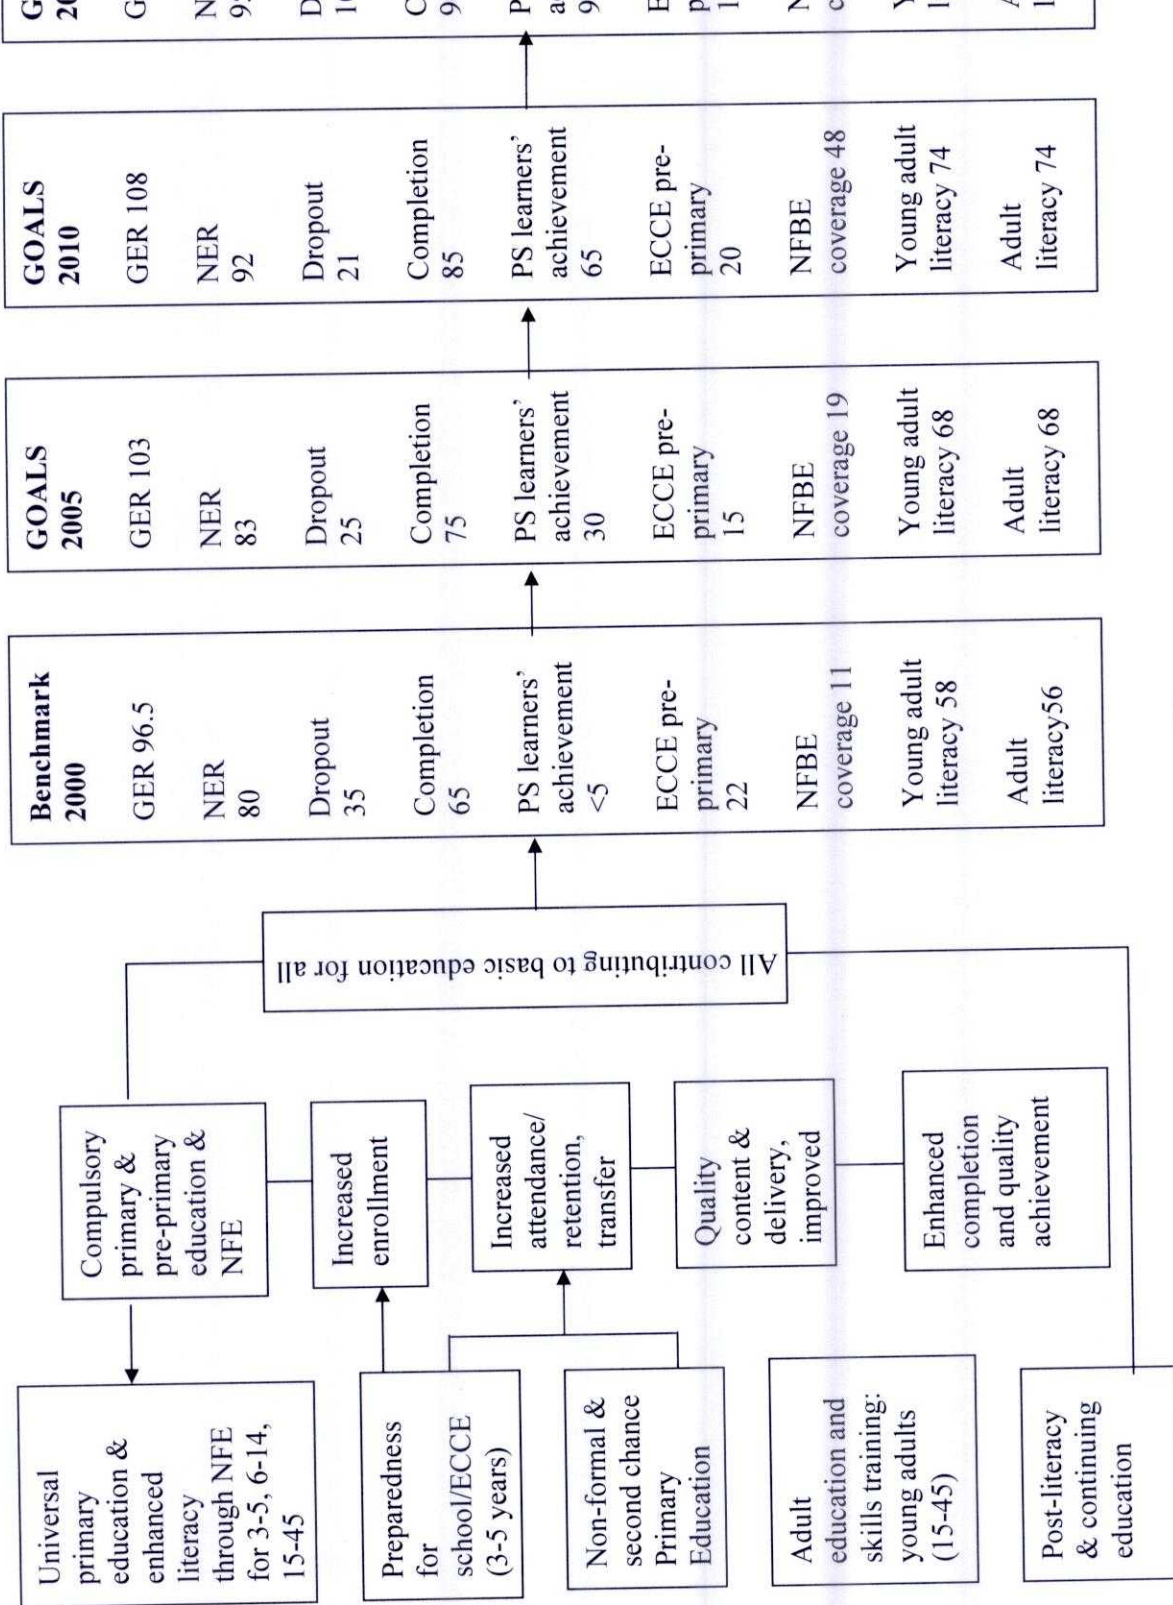 Universal
primary
education &
enhanced
literacy
through NFE
for 3-5, 6-14,
15-45
Preparedness
for
school/ECCE
(3-5 years)
Non-formal &
second chance
Primary
Education
Adult
education and
skills training:
young adults
(15-45)
Post-literacy
& continuing
education
Compulsory
primary &
pre-primary
education &
NFE
Increased
enrollment
Increased
attendance/
retention,
transfer
Quality
content &
delivery,
improved
Enhanced
completion
and quality
achievement
All contributing to basic education for all
Benchmark
2000
GER 96.5
NER
80
Dropout
35
Completion
65
PS learners’
achievement
<5
ECCE pre-
primary
22
NFBE
coverage 11
Young adult
literacy 58
Adult
literacy56
GOALS
2005
GER 103
NER
83
Dropout
25
Completion
75
PS learners’
achievement
30
ECCE pre-
primary
15
NFBE
coverage 19
Young adult
literacy 68
Adult
literacy 68
GOALS
2010
GER 108
NER
92
Dropout
21
Completion
85
PS learners’
achievement
65
ECCE pre-
primary
20
NFBE
coverage 48
Young adult
literacy 74
Adult
literacy 74